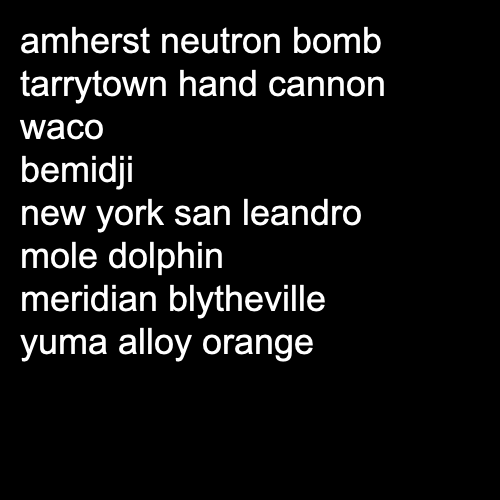 amherst neutron bomb
tarrytown hand cannon
waco
bemidji
new york san leandro
mole dolphin
meridian blytheville
yuma alloy orange